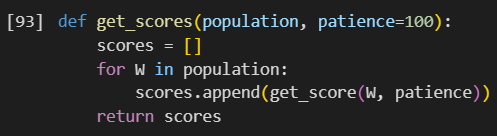 [93] def get_scores(population, patience=100):
    scores = []
    for W in population:
        scores.append(get_score(W, patience))
    return scores